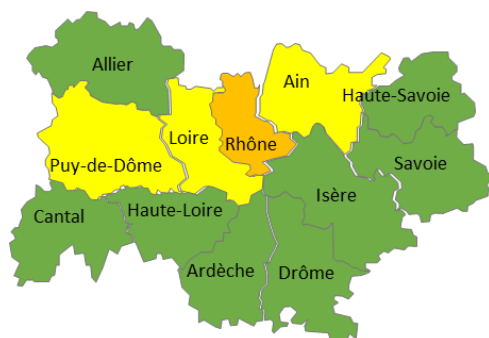 Allier
Ain
Haute-Savoie
Loire
Rhône
Puy-de-Dôme
Savoie
Isère
Cantal
Haute-Loire
Ardèche
Drôme